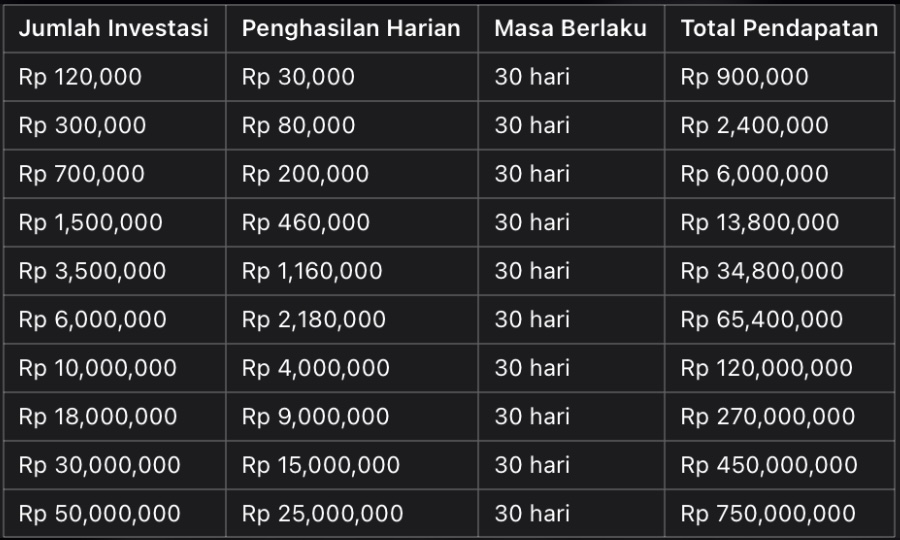 Jumlah Investasi Penghasilan Harian Masa Berlaku Total Pendapatan
Rp 120,000 Rp 30,000 30 hari Rp 900,000
Rp 300,000 Rp 80,000 30 hari Rp 2,400,000
Rp 700,000 Rp 200,000 30 hari Rp 6,000,000
Rp 1,500,000 Rp 460,000 30 hari Rp 13,800,000
Rp 3,500,000 Rp 1,160,000 30 hari Rp 34,800,000
Rp 6,000,000 Rp 2,180,000 30 hari Rp 65,400,000
Rp 10,000,000 Rp 4,000,000 30 hari Rp 120,000,000
Rp 18,000,000 Rp 9,000,000 30 hari Rp 270,000,000
Rp 30,000,000 Rp 15,000,000 30 hari Rp 450,000,000
Rp 50,000,000 Rp 25,000,000 30 hari Rp 750,000,000